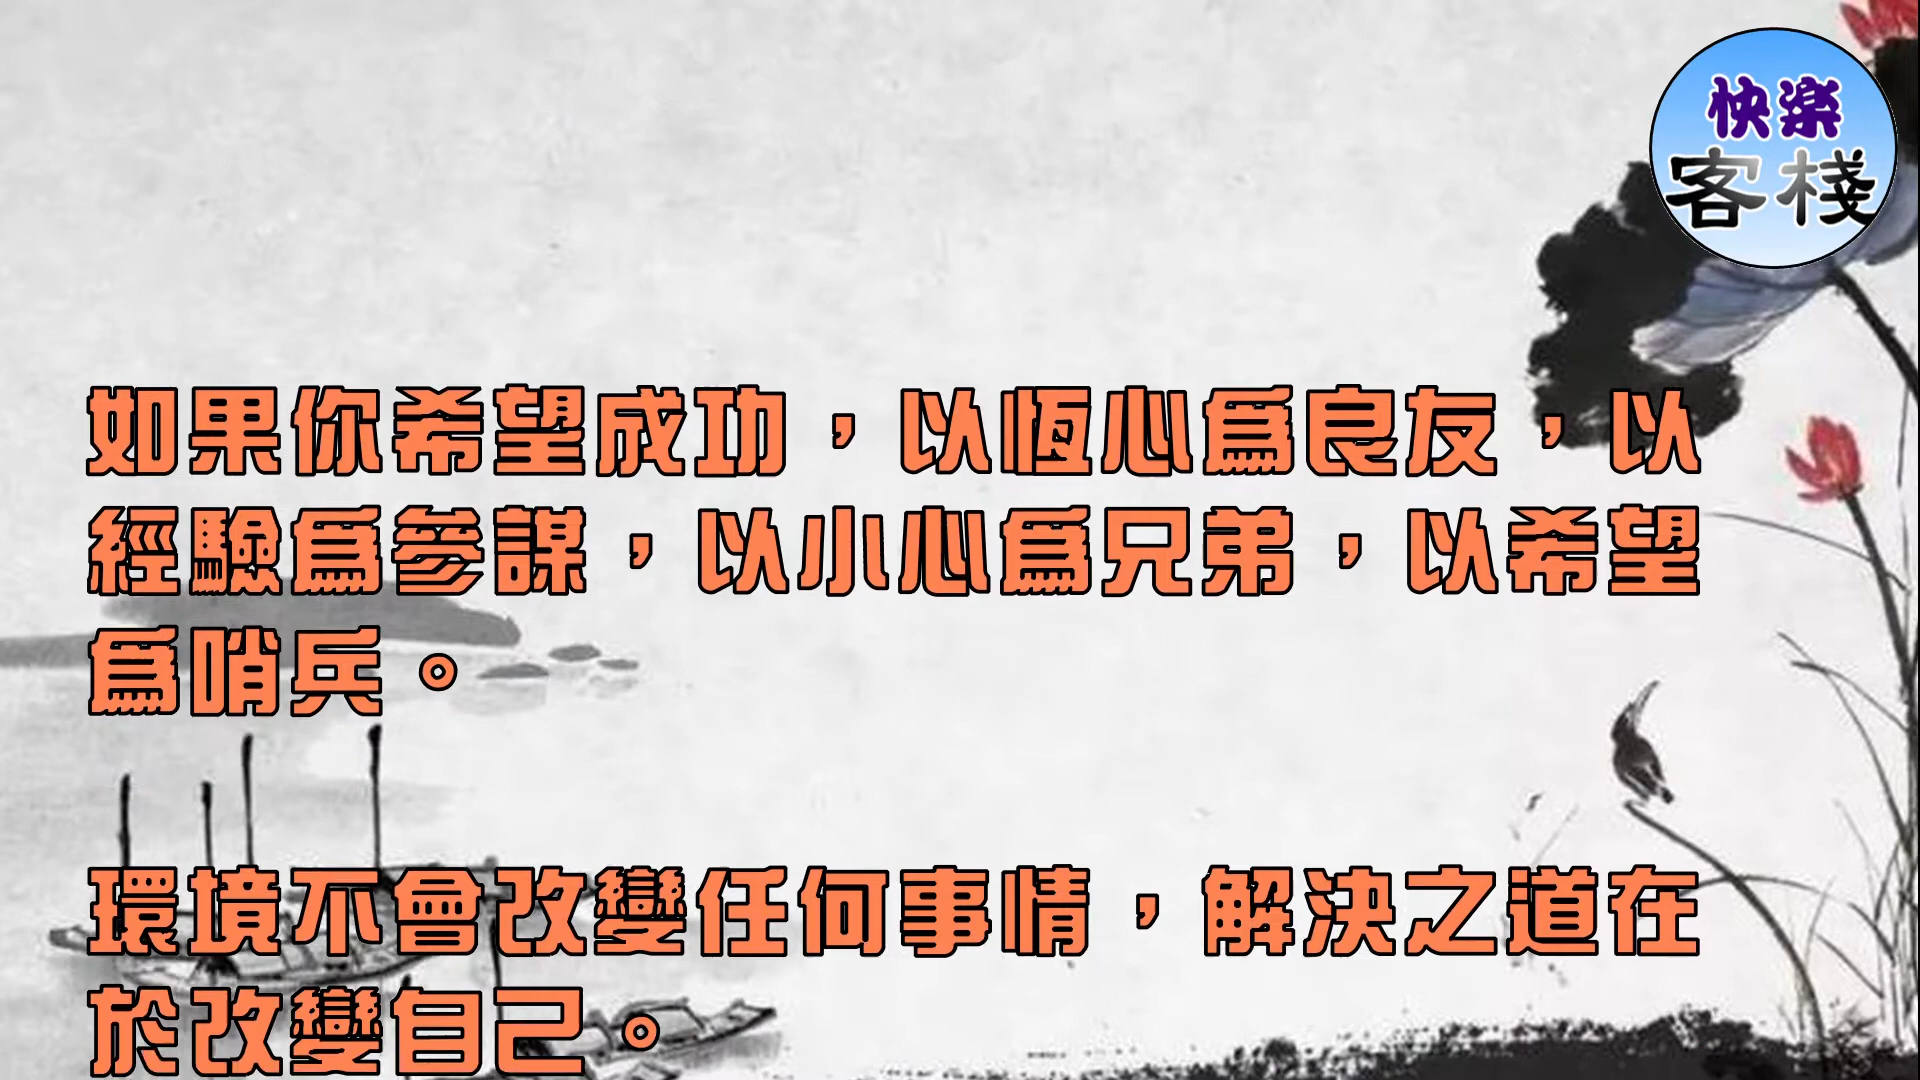 快楽
客棧
如果你希望成功，以恆心為良友，以
經驗為參謀，以小心為兄弟，以希望
為哨兵。
環境不會改變任何事情，解決之道在
於改變自己。